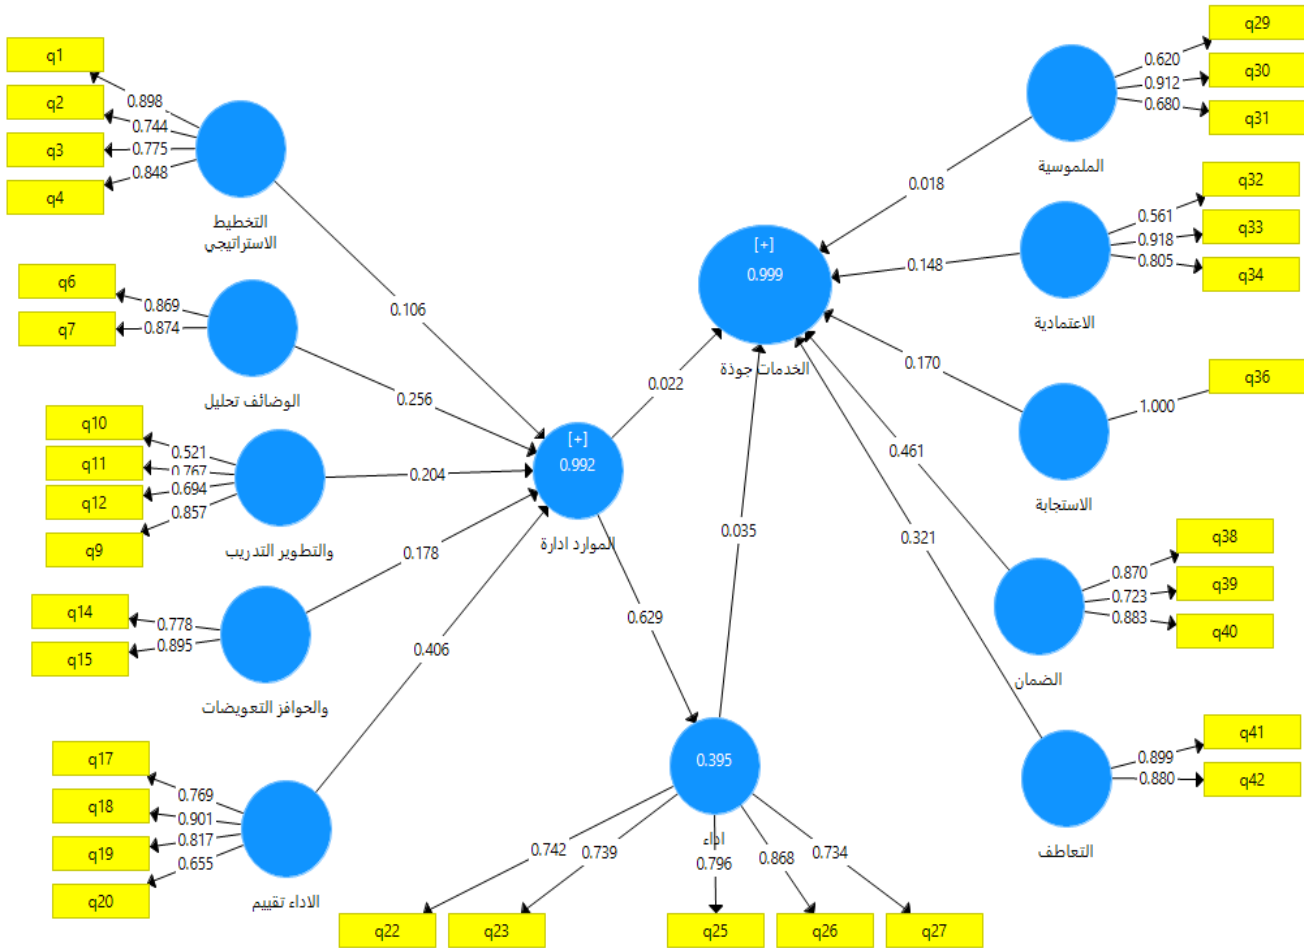 q1
q2
q3
q4
0.898
0.744
0.775
0.848
التخطيط
الاستراتيجي
0.106
q6
q7
0.869
0.874
الوضائف تحليل
0.256
q10
q11
q12
q9
0.521
0.767
0.694
0.857
والتطوير التدريب
0.204
q14
q15
0.778
0.895
والحوافز التعويضات
0.178
q17
q18
q19
q20
0.769
0.901
0.817
0.655
الاداء تقييم
0.406
[+]
0.992
الموارد ادارة
0.022
0.629
[+]
0.999
الخدمات جوذة
0.035
0.395
اداء
0.742
0.739
0.796
0.868
0.734
q22
q23
q25
q26
q27
q29
q30
q31
0.620
0.912
0.680
الملموسية
0.018
q32
q33
q34
0.561
0.918
0.805
الاعتمادية
0.148
q36
1.000
الاستجابة
0.170
q38
q39
q40
0.870
0.723
0.883
الضمان
0.461
q41
q42
0.899
0.880
التعاطف
0.321